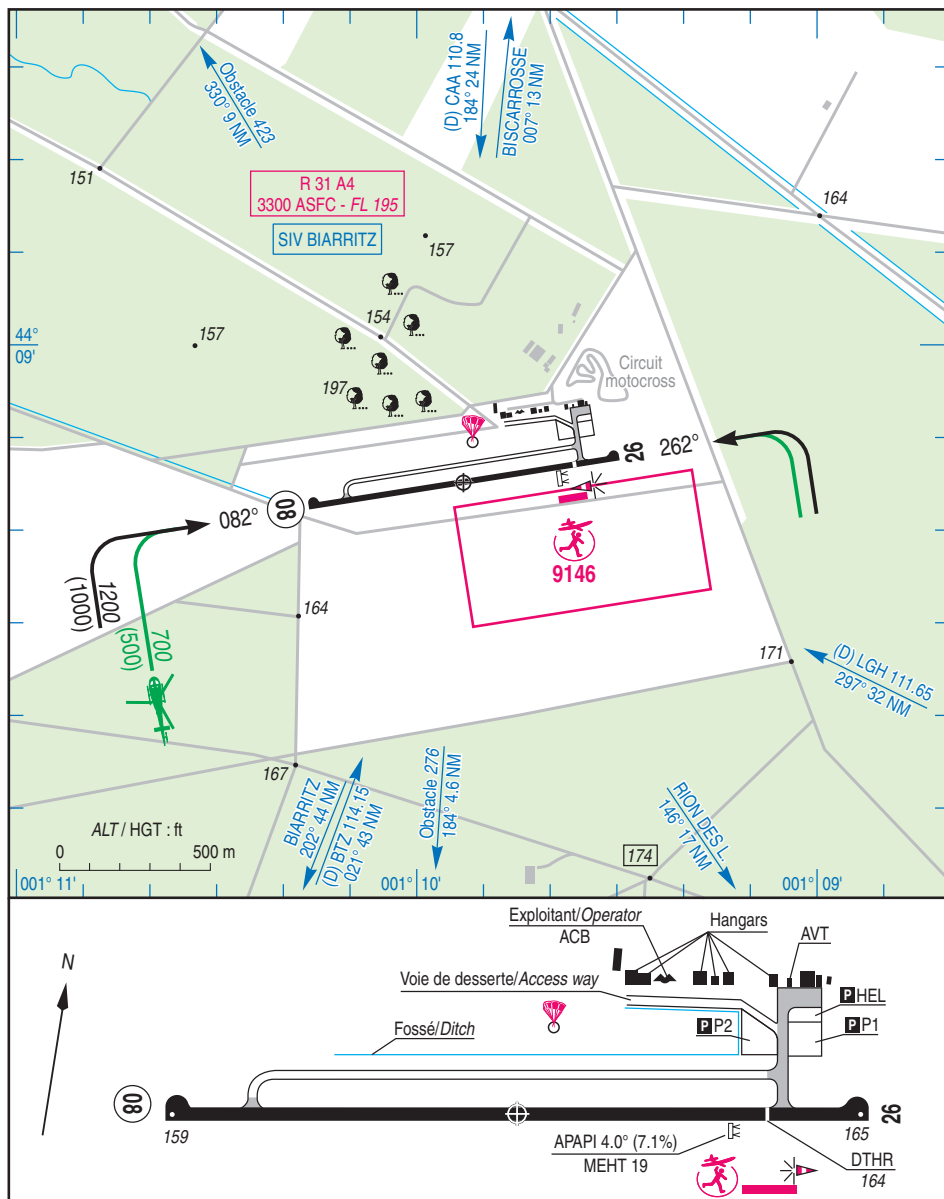 Obstacle 423
330° 9 NM
(D) CAA 110.8
184° 24 NM
BISCARROSSE
007° 13 NM
151
R 31 A4
3300 ASFC - FL 195
SIV BIARRITZ
157
164
44°
09'
157
154
197
Circuit
motocross
26
262°
08
082°
9146
1200
(1000)
700
(500)
164
171
(D) LGH 111.65
297° 32 NM
167
BIARRITZ
202° 44 NM
(D) BTZ 114.15
021° 43 NM
Obstacle 276
184° 4.6 NM
RION DES L.
146° 17 NM
174
ALT / HGT : ft
0 500 m
001° 11'
001° 10'
001° 09'
N
Exploitant/Operator
ACB
Hangars
AVT
Voie de desserte/Access way
P HEL
P P2
P P1
Fossé/Ditch
08
26
159
165
APAPI 4.0° (7.1%)
MEHT 19
DTHR
164